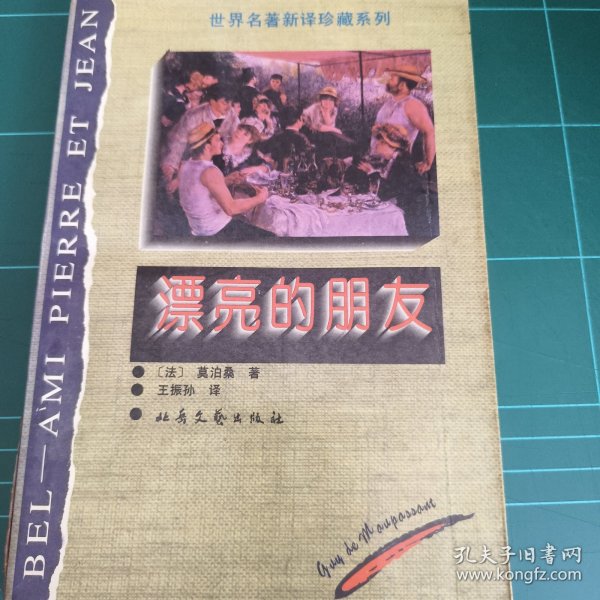 世界名著新译珍藏系列
BEL—A'MI PIERRE ET JEAN
漂亮的朋友
● 〔法〕 莫泊桑 著
● 王振孙 译
● 北岳文艺出版社
Guy de Maupassant
孔夫子旧书网
www.kongfz.com